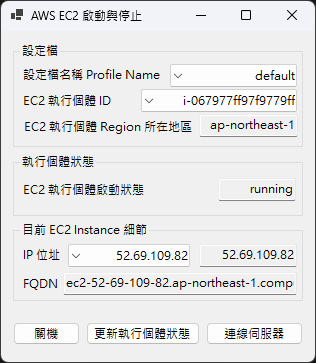 AWS EC2 啟動與停止
設定檔
設定檔名稱 Profile Name default
EC2 執行個體 ID i-067977ff97f9779ff
EC2 執行個體 Region 所在地區 ap-northeast-1
執行個體狀態
EC2 執行個體啟動狀態 running
目前 EC2 Instance 細節
IP 位址 52.69.109.82 52.69.109.82
FQDN ec2-52-69-109-82.ap-northeast-1.comp
關機 更新執行個體狀態 連線伺服器